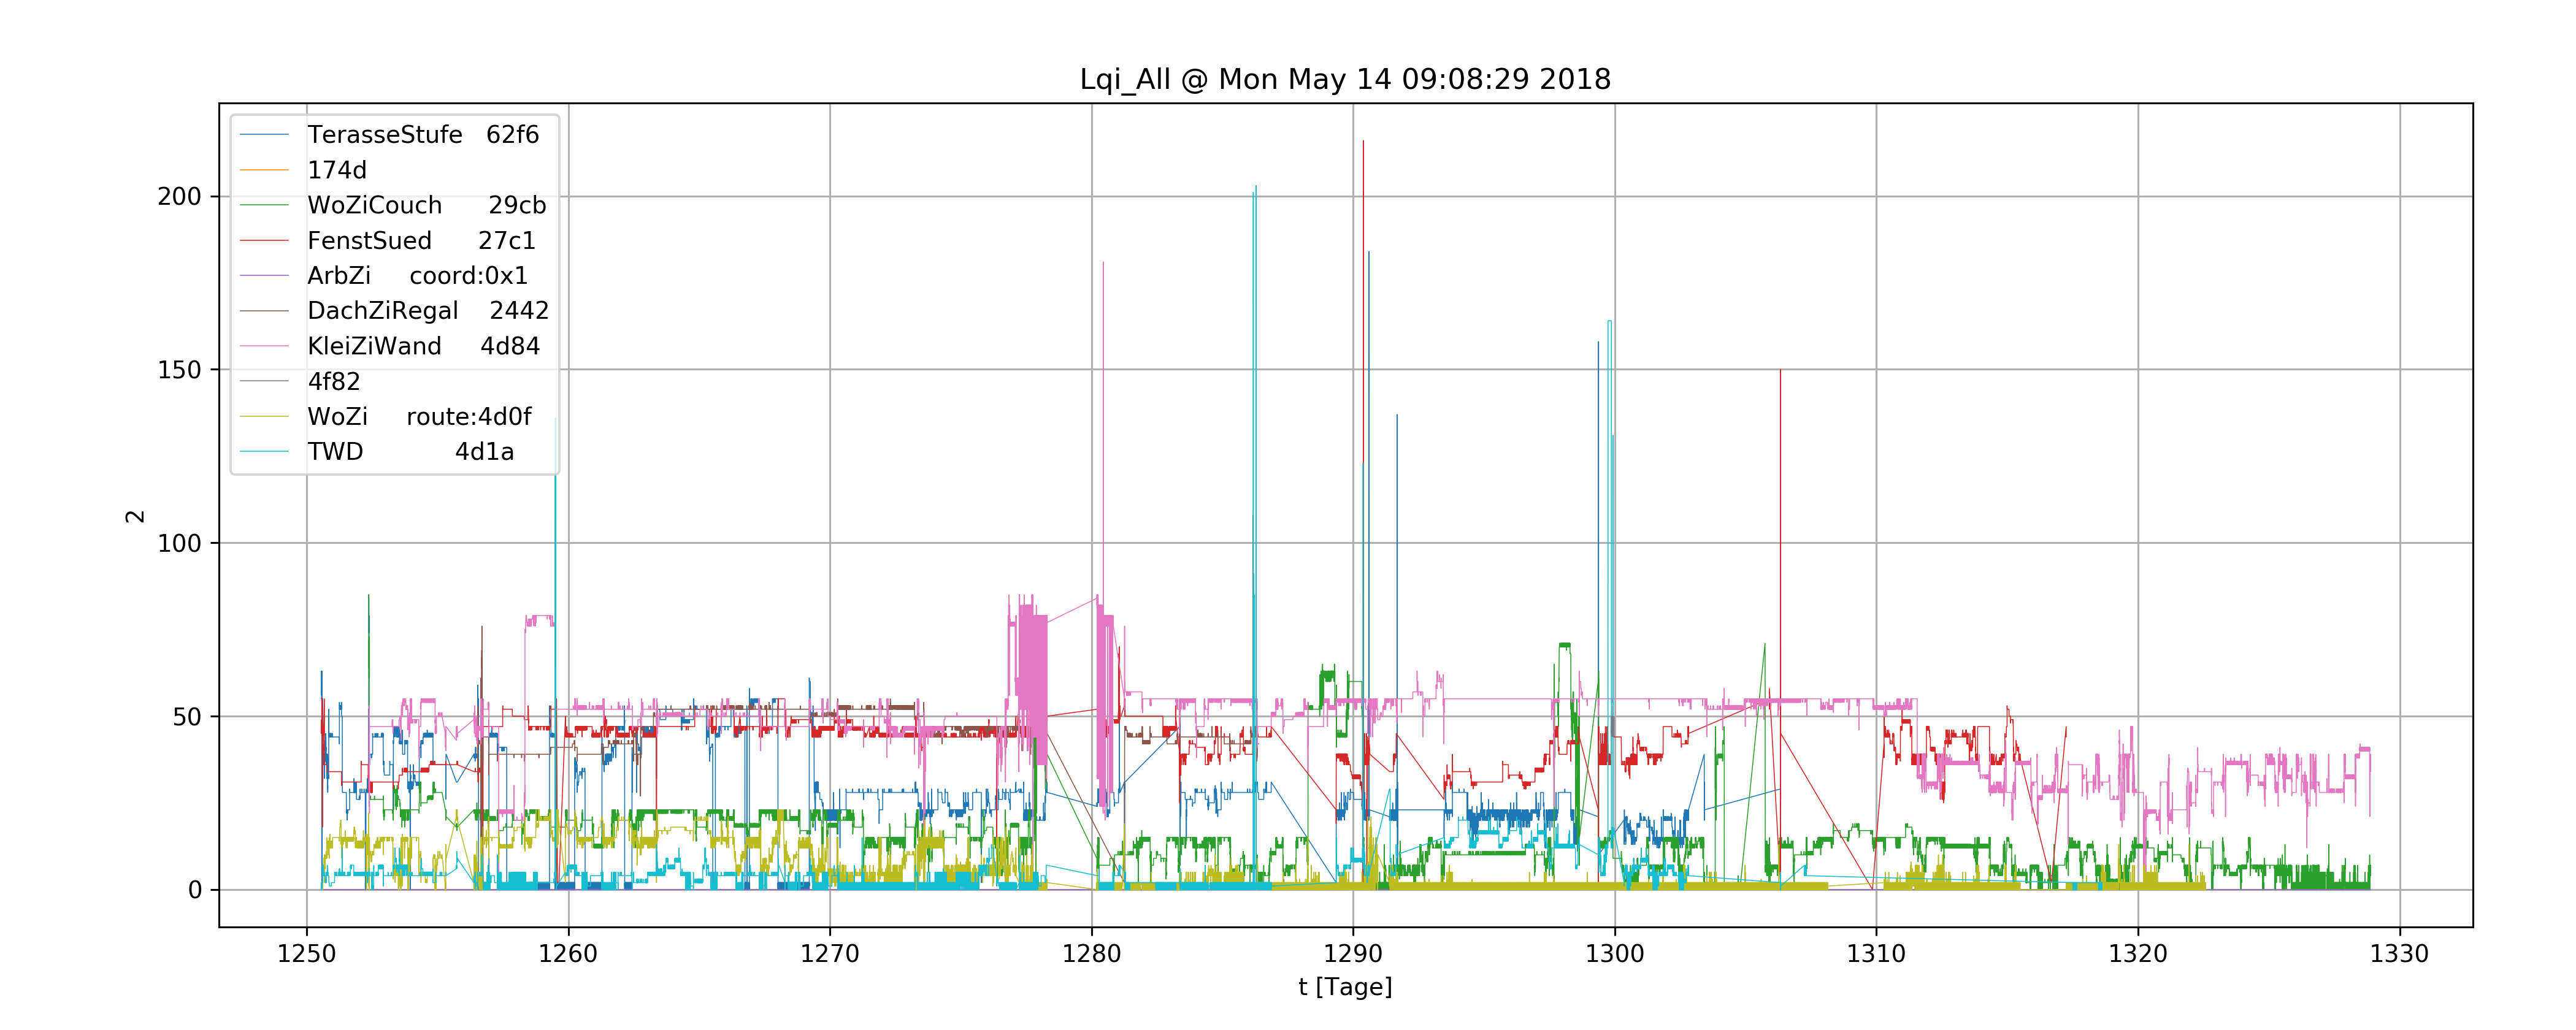 Lqi_All @ Mon May 14 09:08:29 2018
TerasseStufe 62f6
174d
WoZiCouch 29cb
FenstSued 27c1
ArbZi coord:0x1
DachZiRegal 2442
KleiZiWand 4d84
4f82
WoZi route:4d0f
TWD 4d1a
200
150
100
50
0
2
1250 1260 1270 1280 1290 1300 1310 1320 1330
t [Tage]